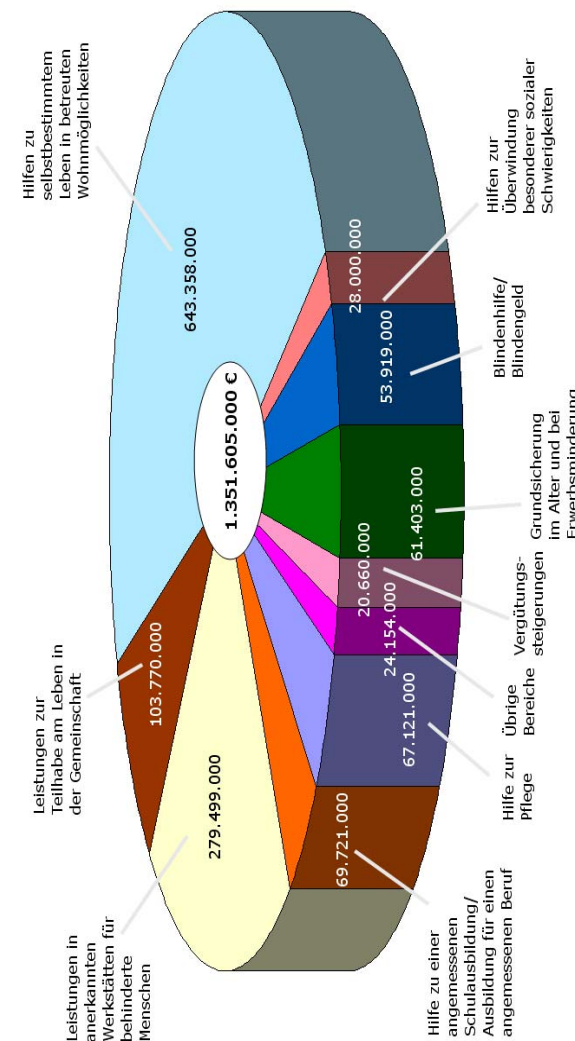 Leistungen in
anerkannten
Werkstätten für
behinderte
Menschen
279.499.000
Leistungen zur
Teilhabe am Leben in
der Gemeinschaft
103.770.000
Hilfen zu
selbstbestimmtem
Leben in betreuten
Wohnmöglichkeiten
643.358.000
1.351.605.000 €
Hilfe zu einer
angemessenen
Schulausbildung/
Ausbildung für einen
angemessenen Beruf
69.721.000
Hilfe zur
Pflege
67.121.000
Übrige
Bereiche
24.154.000
Vergütungs-
steigerungen
20.660.000
Grundsicherung
im Alter und bei
Erwerbsminderung
61.403.000
Blindenhilfe/
Blindengeld
53.919.000
Hilfen zur
Überwindung
besonderer sozialer
Schwierigkeiten
28.000.000